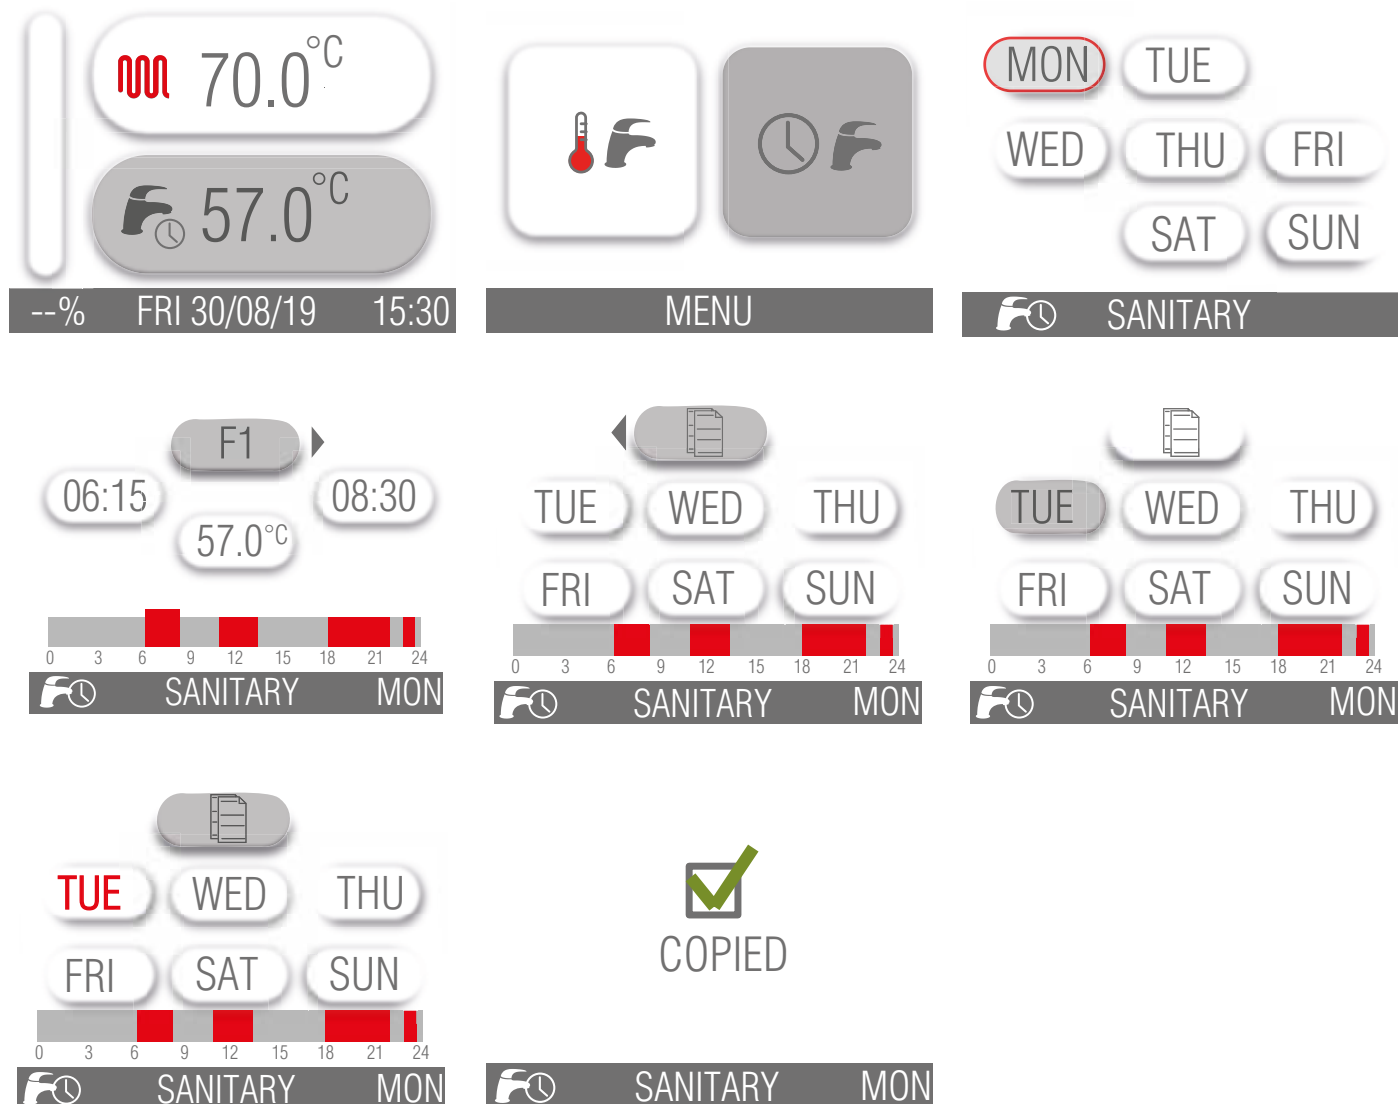 70.0°C
57.0°C
--% FRI 30/08/19 15:30
MENU
MON TUE
WED THU FRI
SAT SUN
SANITARY
F1
06:15 08:30
57.0°C
0 3 6 9 12 15 18 21 24
SANITARY MON
TUE WED THU
FRI SAT SUN
0 3 6 9 12 15 18 21 24
SANITARY MON
TUE WED THU
FRI SAT SUN
0 3 6 9 12 15 18 21 24
SANITARY MON
TUE WED THU
FRI SAT SUN
0 3 6 9 12 15 18 21 24
SANITARY MON
COPIED
SANITARY MON